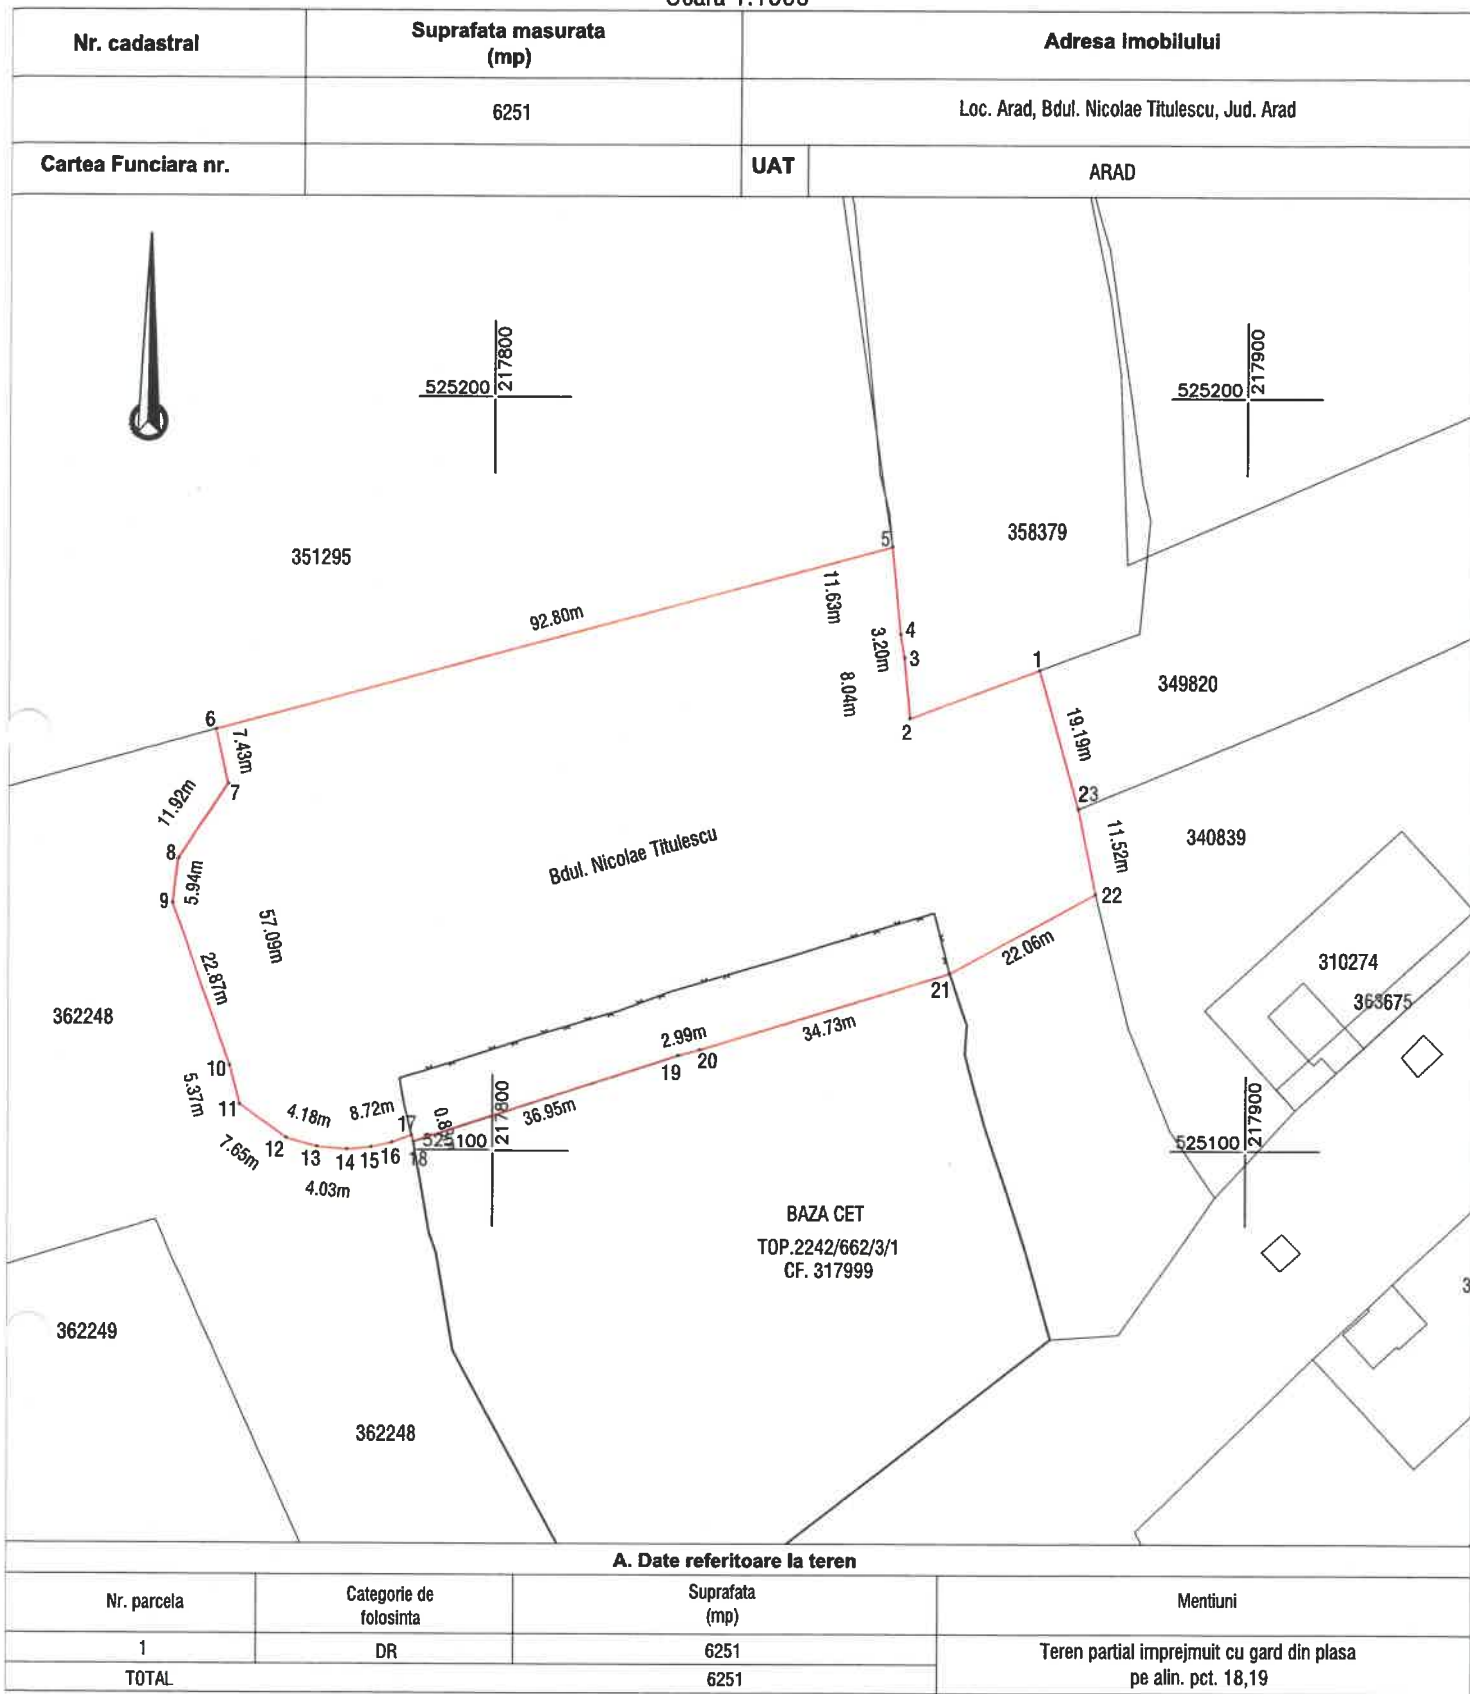 Nr. cadastral
Suprafata masurata
(mp)
Adresa Imobilului
6251
Loc. Arad, Bdul. Nicolae Titulescu, Jud. Arad
Cartea Funciara nr.
UAT
ARAD
525200
217800
525200
217900
351295
358379
5
11.63m
92.80m
4
3.20m
3
8.04m
2
1
349820
19.19m
6
7.43m
7
11.92m
8
5.94m
9
23
11.52m
340839
22
Bdul. Nicolae Titulescu
57.09m
22.87m
22.06m
310274
363675
362248
21
34.73m
2.99m
19
20
10
5.37m
11
4.18m
8.72m
17
36.95m
217800
525100
18
7.65m
12
13
14
15
16
4.03m
525100
217900
BAZA CET
TOP.2242/662/3/1
CF. 317999
362249
362248
3
A. Date referitoare la teren
Nr. parcela
Categorie de
folosinta
Suprafata
(mp)
Mentiuni
1
DR
6251
Teren partial imprejmuit cu gard din plasa
pe alin. pct. 18,19
TOTAL
6251